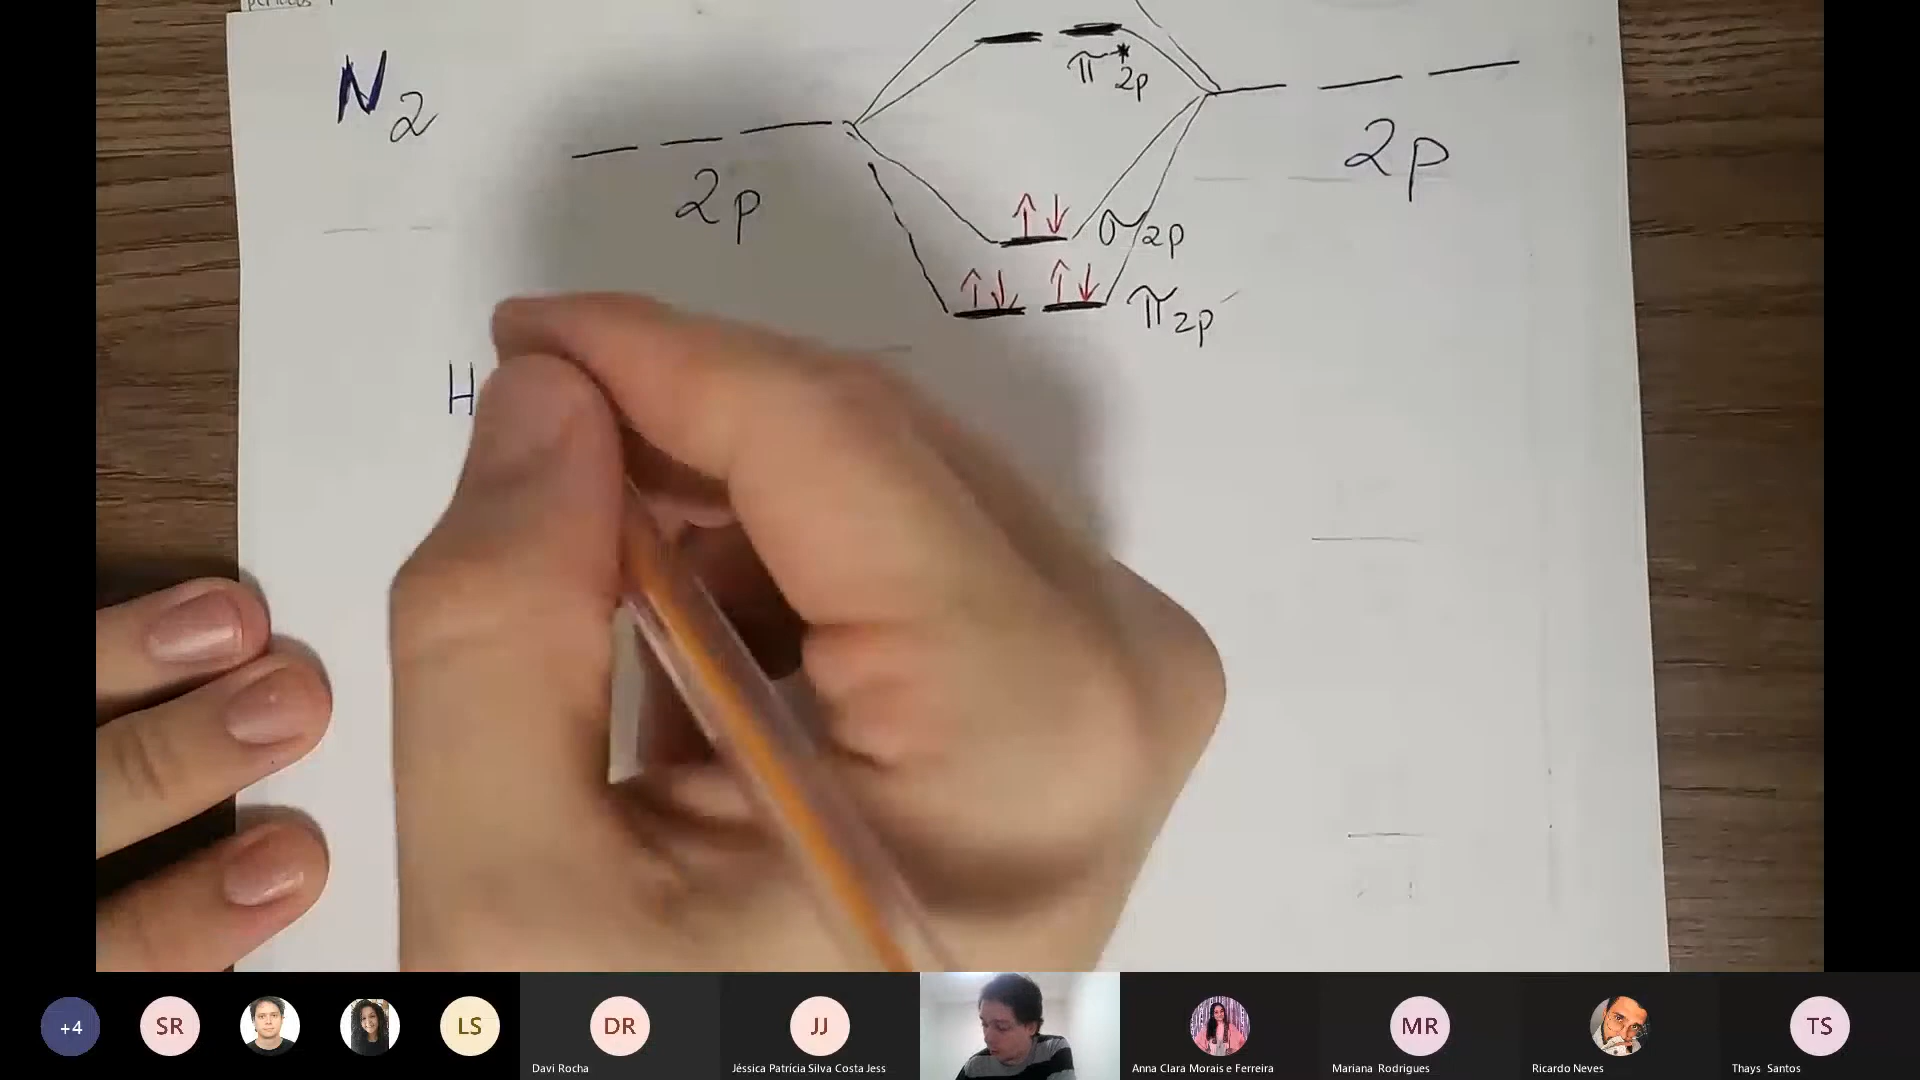 N₂
π*2p
2p
2p
↑↓ σ2p
↑↓ ↑↓ π2p
H
+4 SR LS DR JJ MR TS
Davi Rocha Jéssica Patrícia Silva Costa Jess Anna Clara Morais e Ferreira Mariana Rodrigues Ricardo Neves Thays Santos